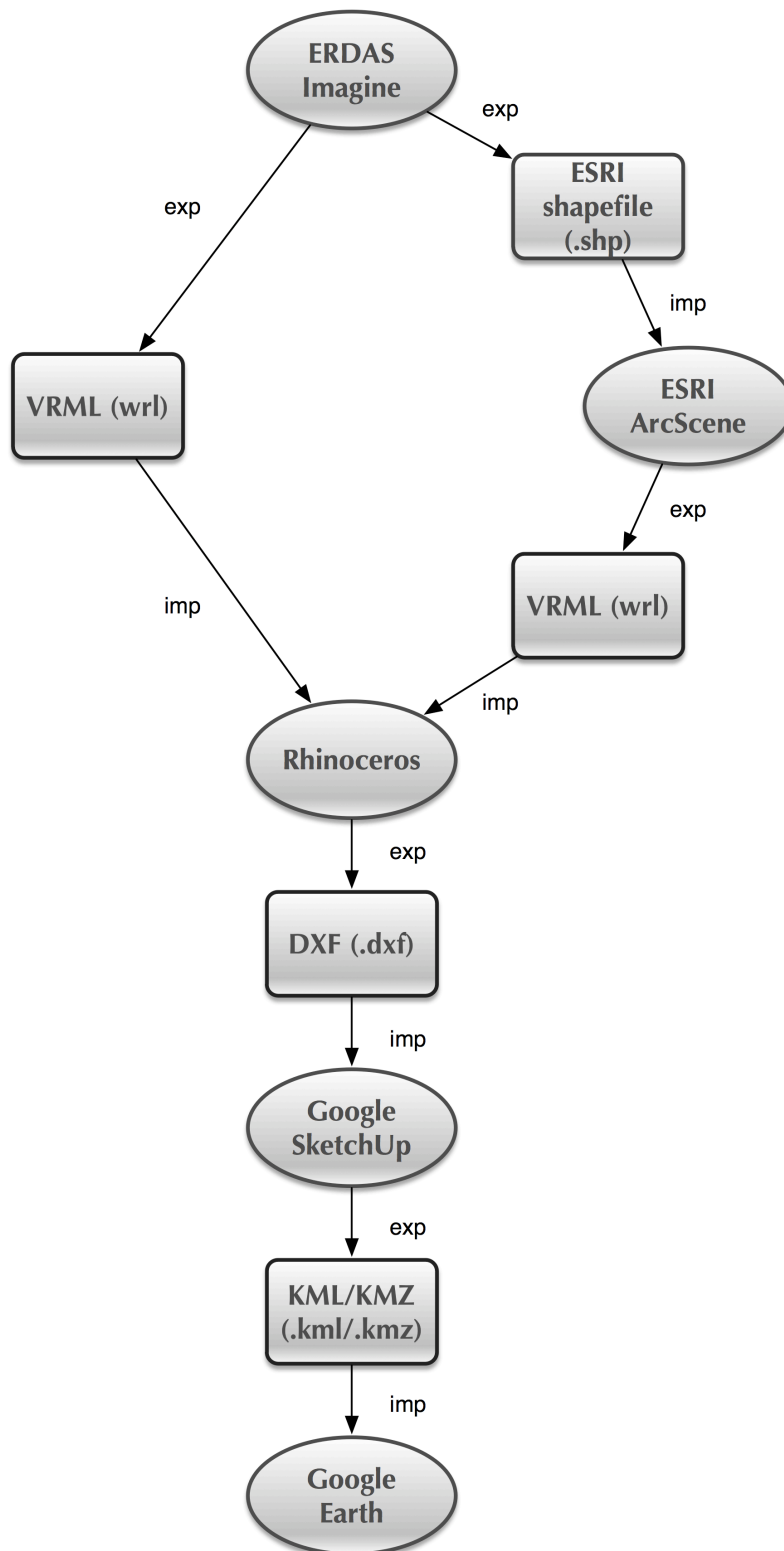 ERDAS
Imagine
exp
exp
ESRI
shapefile
(.shp)
imp
VRML (wrl)
ESRI
ArcScene
exp
VRML (wrl)
imp
imp
Rhinoceros
exp
DXF (.dxf)
imp
Google
SketchUp
exp
KML/KMZ
(.kml/.kmz)
imp
Google
Earth